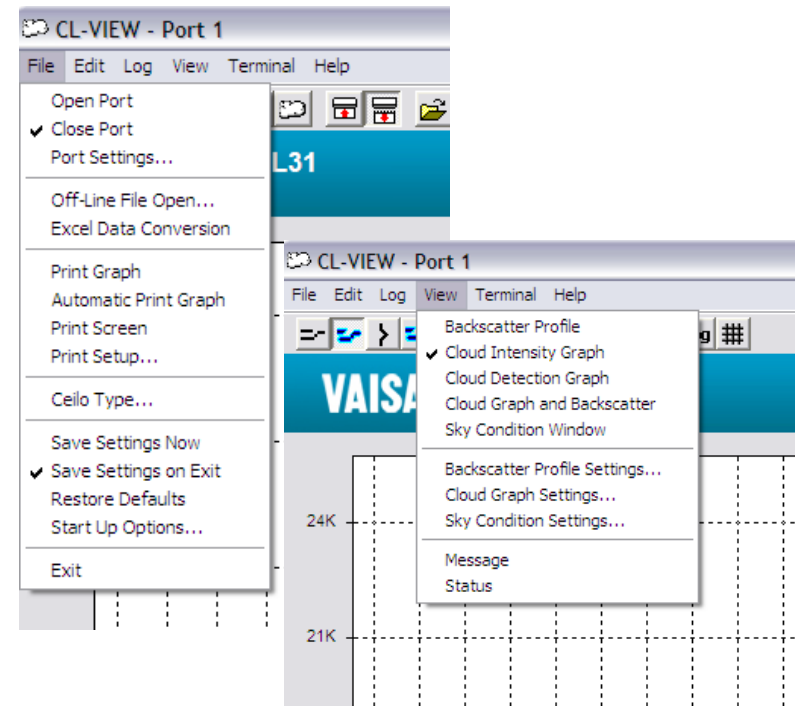 CL-VIEW - Port 1
File Edit Log View Terminal Help
Open Port
Close Port
Port Settings...
Off-Line File Open...
Excel Data Conversion
Print Graph
Automatic Print Graph
Print Screen
Print Setup...
Ceilo Type...
Save Settings Now
Save Settings on Exit
Restore Defaults
Start Up Options...
Exit
L31
CL-VIEW - Port 1
File Edit Log View Terminal Help
Backscatter Profile
Cloud Intensity Graph
Cloud Detection Graph
Cloud Graph and Backscatter
Sky Condition Window
Backscatter Profile Settings...
Cloud Graph Settings...
Sky Condition Settings...
Message
Status
VAISA
24K
21K